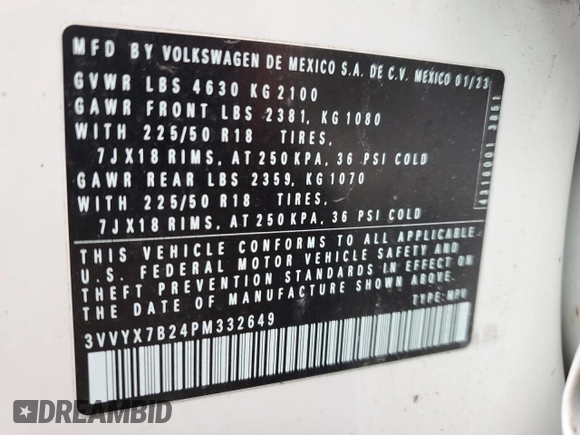 MFD BY VOLKSWAGEN DE MEXICO S.A. DE C.V. MEXICO 01/23
GVWR LBS 4630 KG 2100
GAWR FRONT LBS 2381, KG 1080
WITH 225/50 R18 TIRES,
7JX18 RIMS, AT 250 KPA, 36 PSI COLD
GAWR REAR LBS 2359, KG 1070
WITH 225/50 R18 TIRES,
7JX18 RIMS, AT 250 KPA, 36 PSI COLD
THIS VEHICLE CONFORMS TO ALL APPLICABLE
U.S. FEDERAL MOTOR VEHICLE SAFETY AND
THEFT PREVENTION STANDARDS IN EFFECT ON
THE DATE OF MANUFACTURE SHOWN ABOVE.
3VVYX7B24PM332649
TYPE: MPV
4310001 3851
DREAMBID